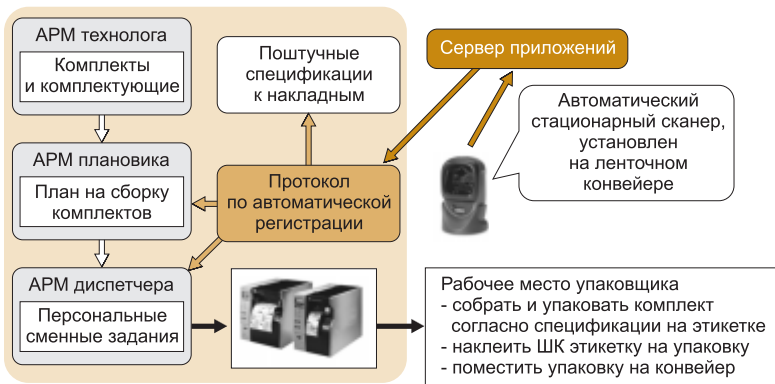 АРМ технолога
Комплекты
и комплектующие
АРМ плановика
План на сборку
комплектов
АРМ диспетчера
Персональные
сменные задания
Поштучные
спецификации
к накладным
Протокол
по автоматической
регистрации
Сервер приложений
Автоматический
стационарный сканер,
установлен
на ленточном
конвейере
Рабочее место упаковщика
- собрать и упаковать комплект
согласно спецификации на этикетке
- наклеить ШК этикетку на упаковку
- поместить упаковку на конвейер